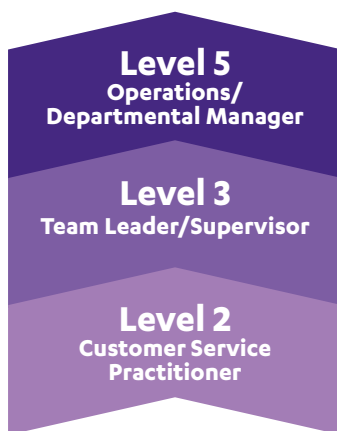 Level 5
Operations/
Departmental Manager
Level 3
Team Leader/Supervisor
Level 2
Customer Service
Practitioner